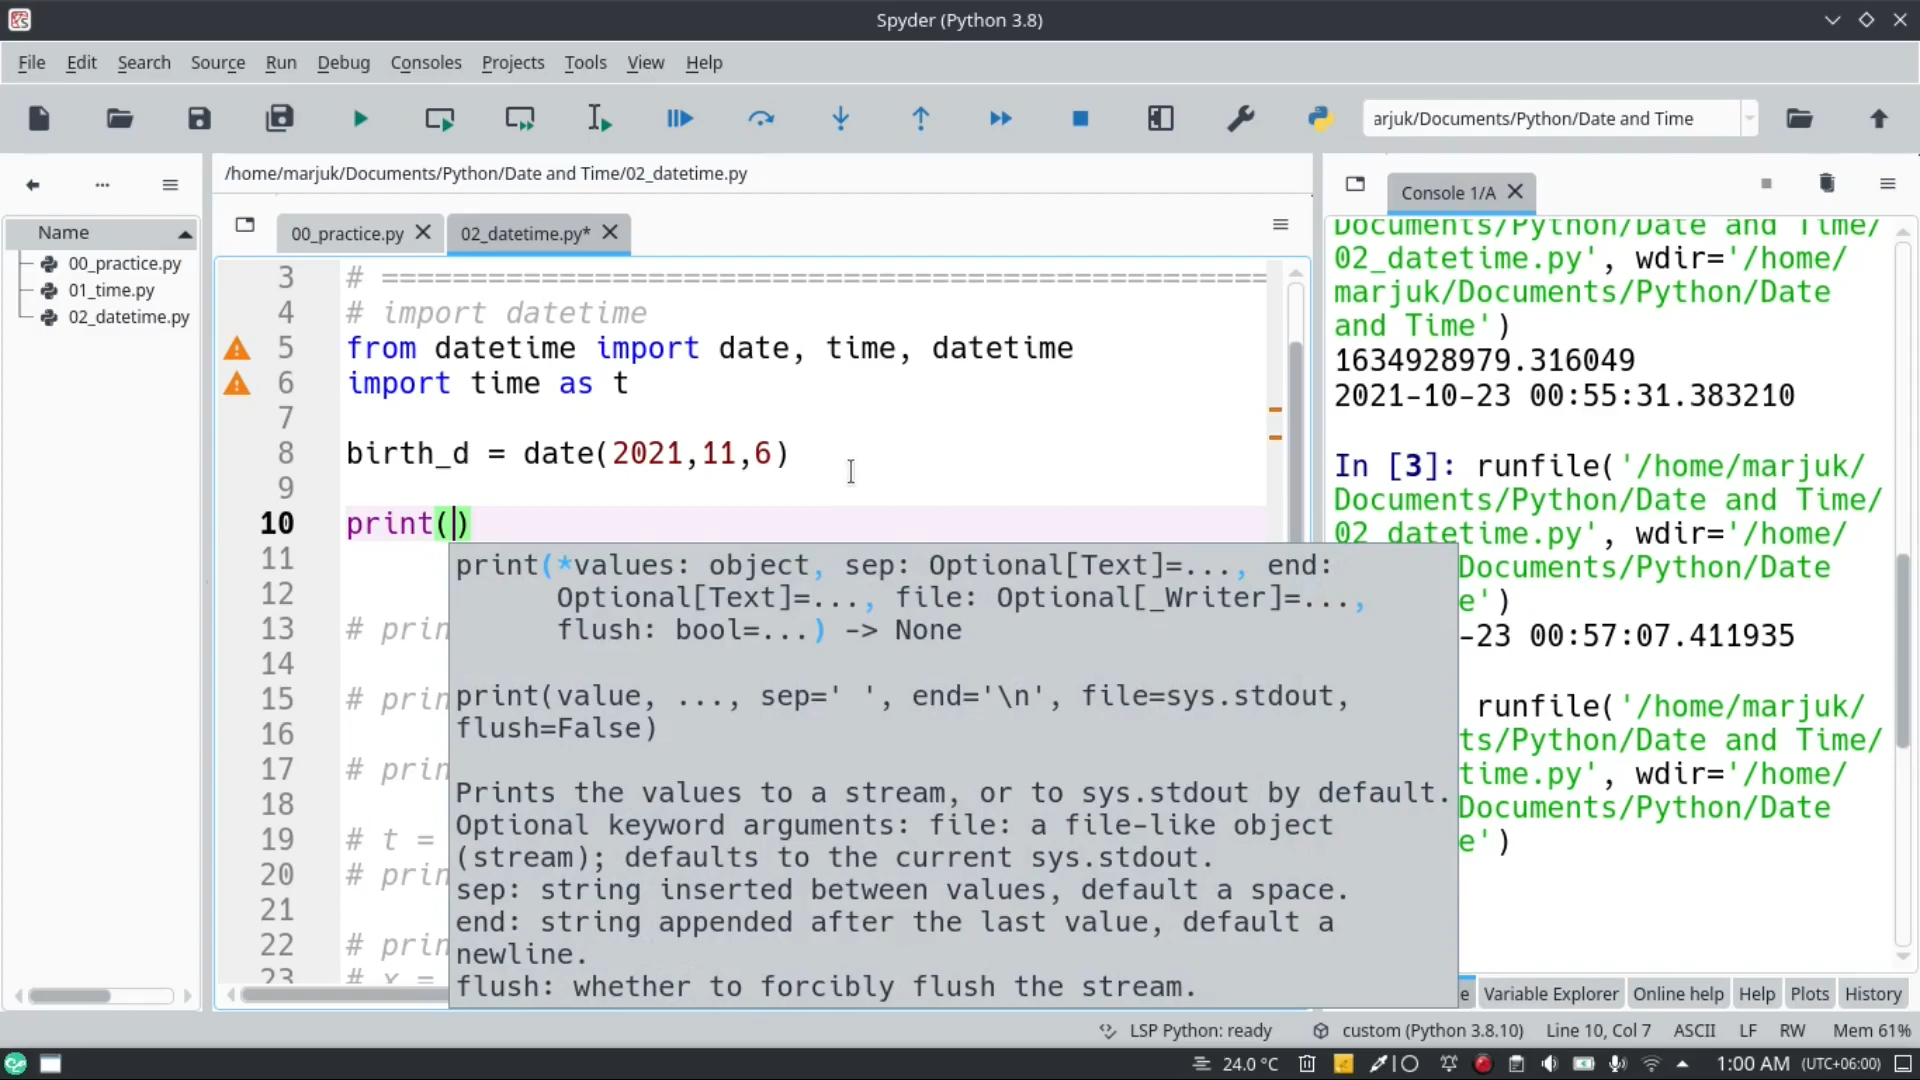 Spyder (Python 3.8)
File Edit Search Source Run Debug Consoles Projects Tools View Help
arjuk/Documents/Python/Date and Time
/home/marjuk/Documents/Python/Date and Time/02_datetime.py
Name
00_practice.py
01_time.py
02_datetime.py
00_practice.py
02_datetime.py*
3 # ==================================================
4 # import datetime
5 from datetime import date, time, datetime
6 import time as t
7
8 birth_d = date(2021,11,6)
9
10 print()
11
12
13 # prin
14
15 # prin
16
17 # prin
18
19 # t =
20 # prin
21
22 # prin
23 # x =
print(*values: object, sep: Optional[Text]=..., end:
Optional[Text]=..., file: Optional[_Writer]=...,
flush: bool=...) -> None
print(value, ..., sep=' ', end='\n', file=sys.stdout,
flush=False)
Prints the values to a stream, or to sys.stdout by default.
Optional keyword arguments: file: a file-like object
(stream); defaults to the current sys.stdout.
sep: string inserted between values, default a space.
end: string appended after the last value, default a
newline.
flush: whether to forcibly flush the stream.
Console 1/A
Documents/Python/Date and Time/
02_datetime.py', wdir='/home/
marjuk/Documents/Python/Date
and Time')
1634928979.316049
2021-10-23 00:55:31.383210
In [3]: runfile('/home/marjuk/
Documents/Python/Date and Time/
02_datetime.py', wdir='/home/
Documents/Python/Date
e')
-23 00:57:07.411935
runfile('/home/marjuk/
ts/Python/Date and Time/
time.py', wdir='/home/
Documents/Python/Date
e')
e Variable Explorer Online help Help Plots History
LSP Python: ready custom (Python 3.8.10) Line 10, Col 7 ASCII LF RW Mem 61%
24.0 °C 1:00 AM (UTC+06:00)